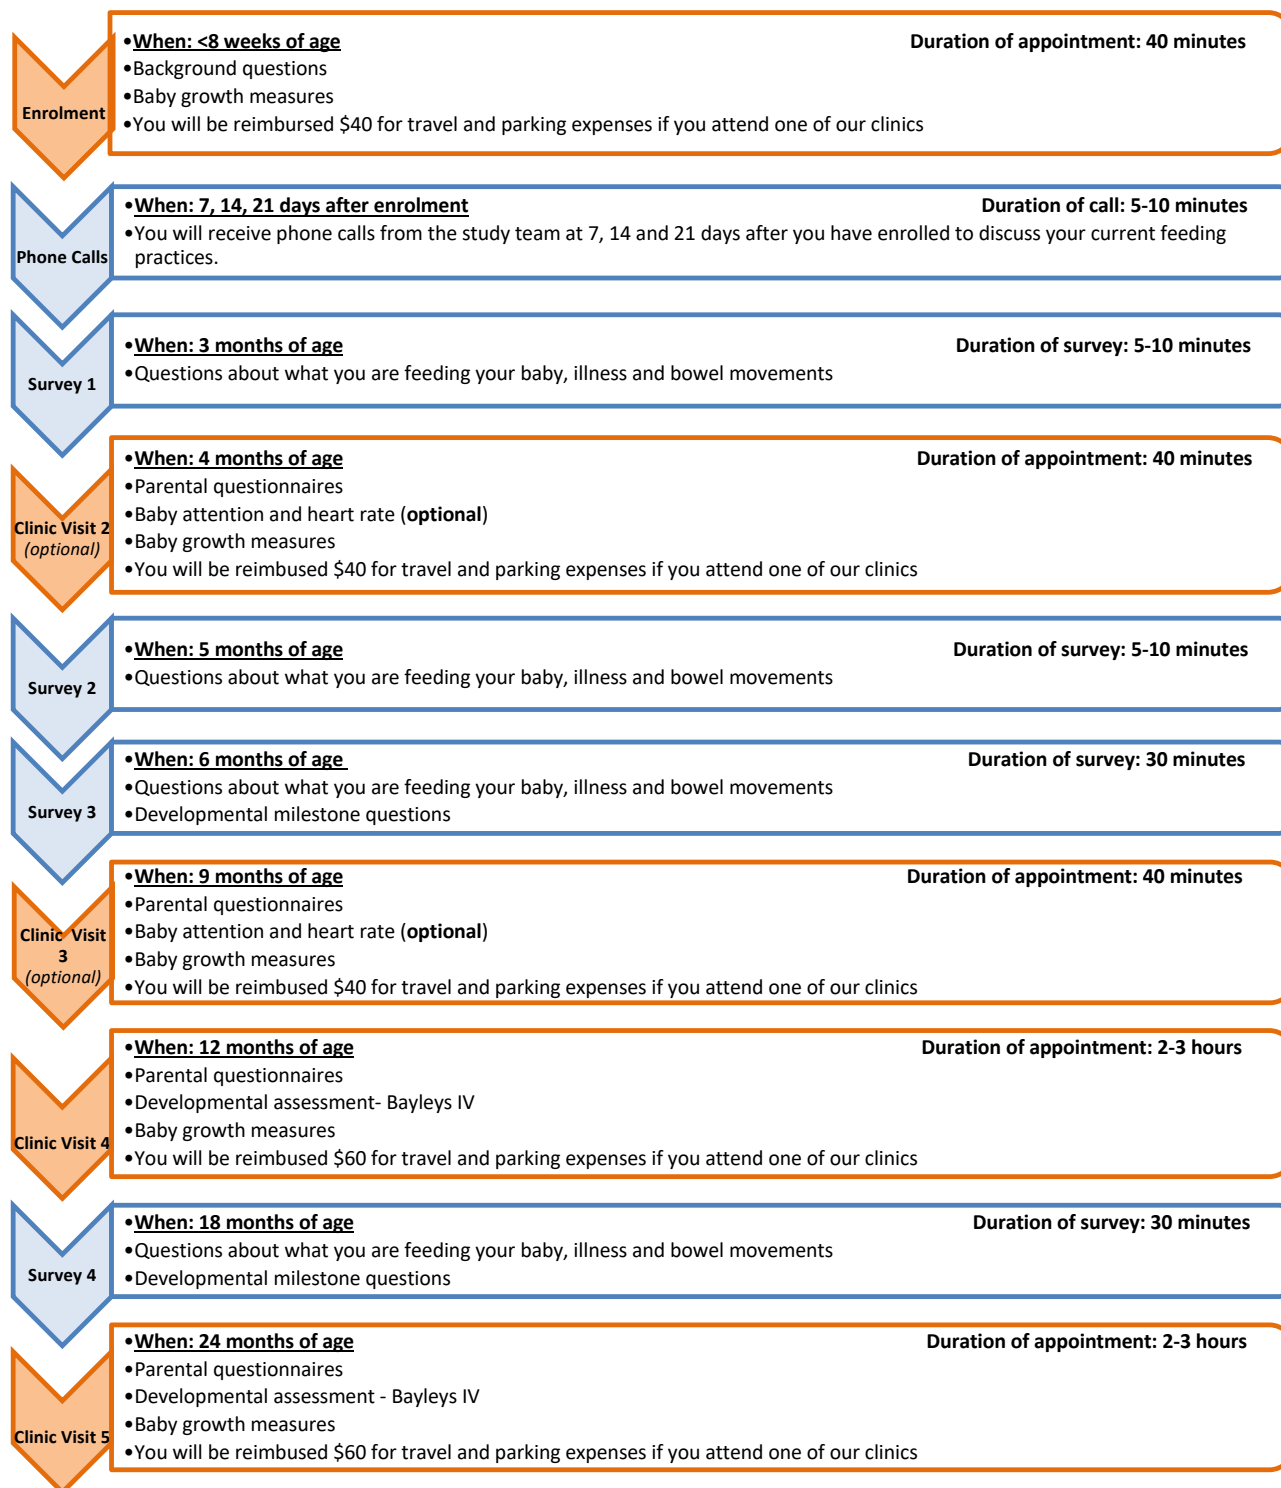 Enrolment
•When: <8 weeks of age Duration of appointment: 40 minutes
•Background questions
•Baby growth measures
•You will be reimbursed $40 for travel and parking expenses if you attend one of our clinics
Phone Calls
•When: 7, 14, 21 days after enrolment Duration of call: 5-10 minutes
•You will receive phone calls from the study team at 7, 14 and 21 days after you have enrolled to discuss your current feeding
practices.
Survey 1
•When: 3 months of age Duration of survey: 5-10 minutes
•Questions about what you are feeding your baby, illness and bowel movements
Clinic Visit 2
(optional)
•When: 4 months of age Duration of appointment: 40 minutes
•Parental questionnaires
•Baby attention and heart rate (optional)
•Baby growth measures
•You will be reimbused $40 for travel and parking expenses if you attend one of our clinics
Survey 2
•When: 5 months of age Duration of survey: 5-10 minutes
•Questions about what you are feeding your baby, illness and bowel movements
Survey 3
•When: 6 months of age Duration of survey: 30 minutes
•Questions about what you are feeding your baby, illness and bowel movements
•Developmental milestone questions
Clinic Visit
3
(optional)
•When: 9 months of age Duration of appointment: 40 minutes
•Parental questionnaires
•Baby attention and heart rate (optional)
•Baby growth measures
•You will be reimbused $40 for travel and parking expenses if you attend one of our clinics
Clinic Visit 4
•When: 12 months of age Duration of appointment: 2-3 hours
•Parental questionnaires
•Developmental assessment- Bayleys IV
•Baby growth measures
•You will be reimbused $60 for travel and parking expenses if you attend one of our clinics
Survey 4
•When: 18 months of age Duration of survey: 30 minutes
•Questions about what you are feeding your baby, illness and bowel movements
•Developmental milestone questions
Clinic Visit 5
•When: 24 months of age Duration of appointment: 2-3 hours
•Parental questionnaires
•Developmental assessment - Bayleys IV
•Baby growth measures
•You will be reimbused $60 for travel and parking expenses if you attend one of our clinics